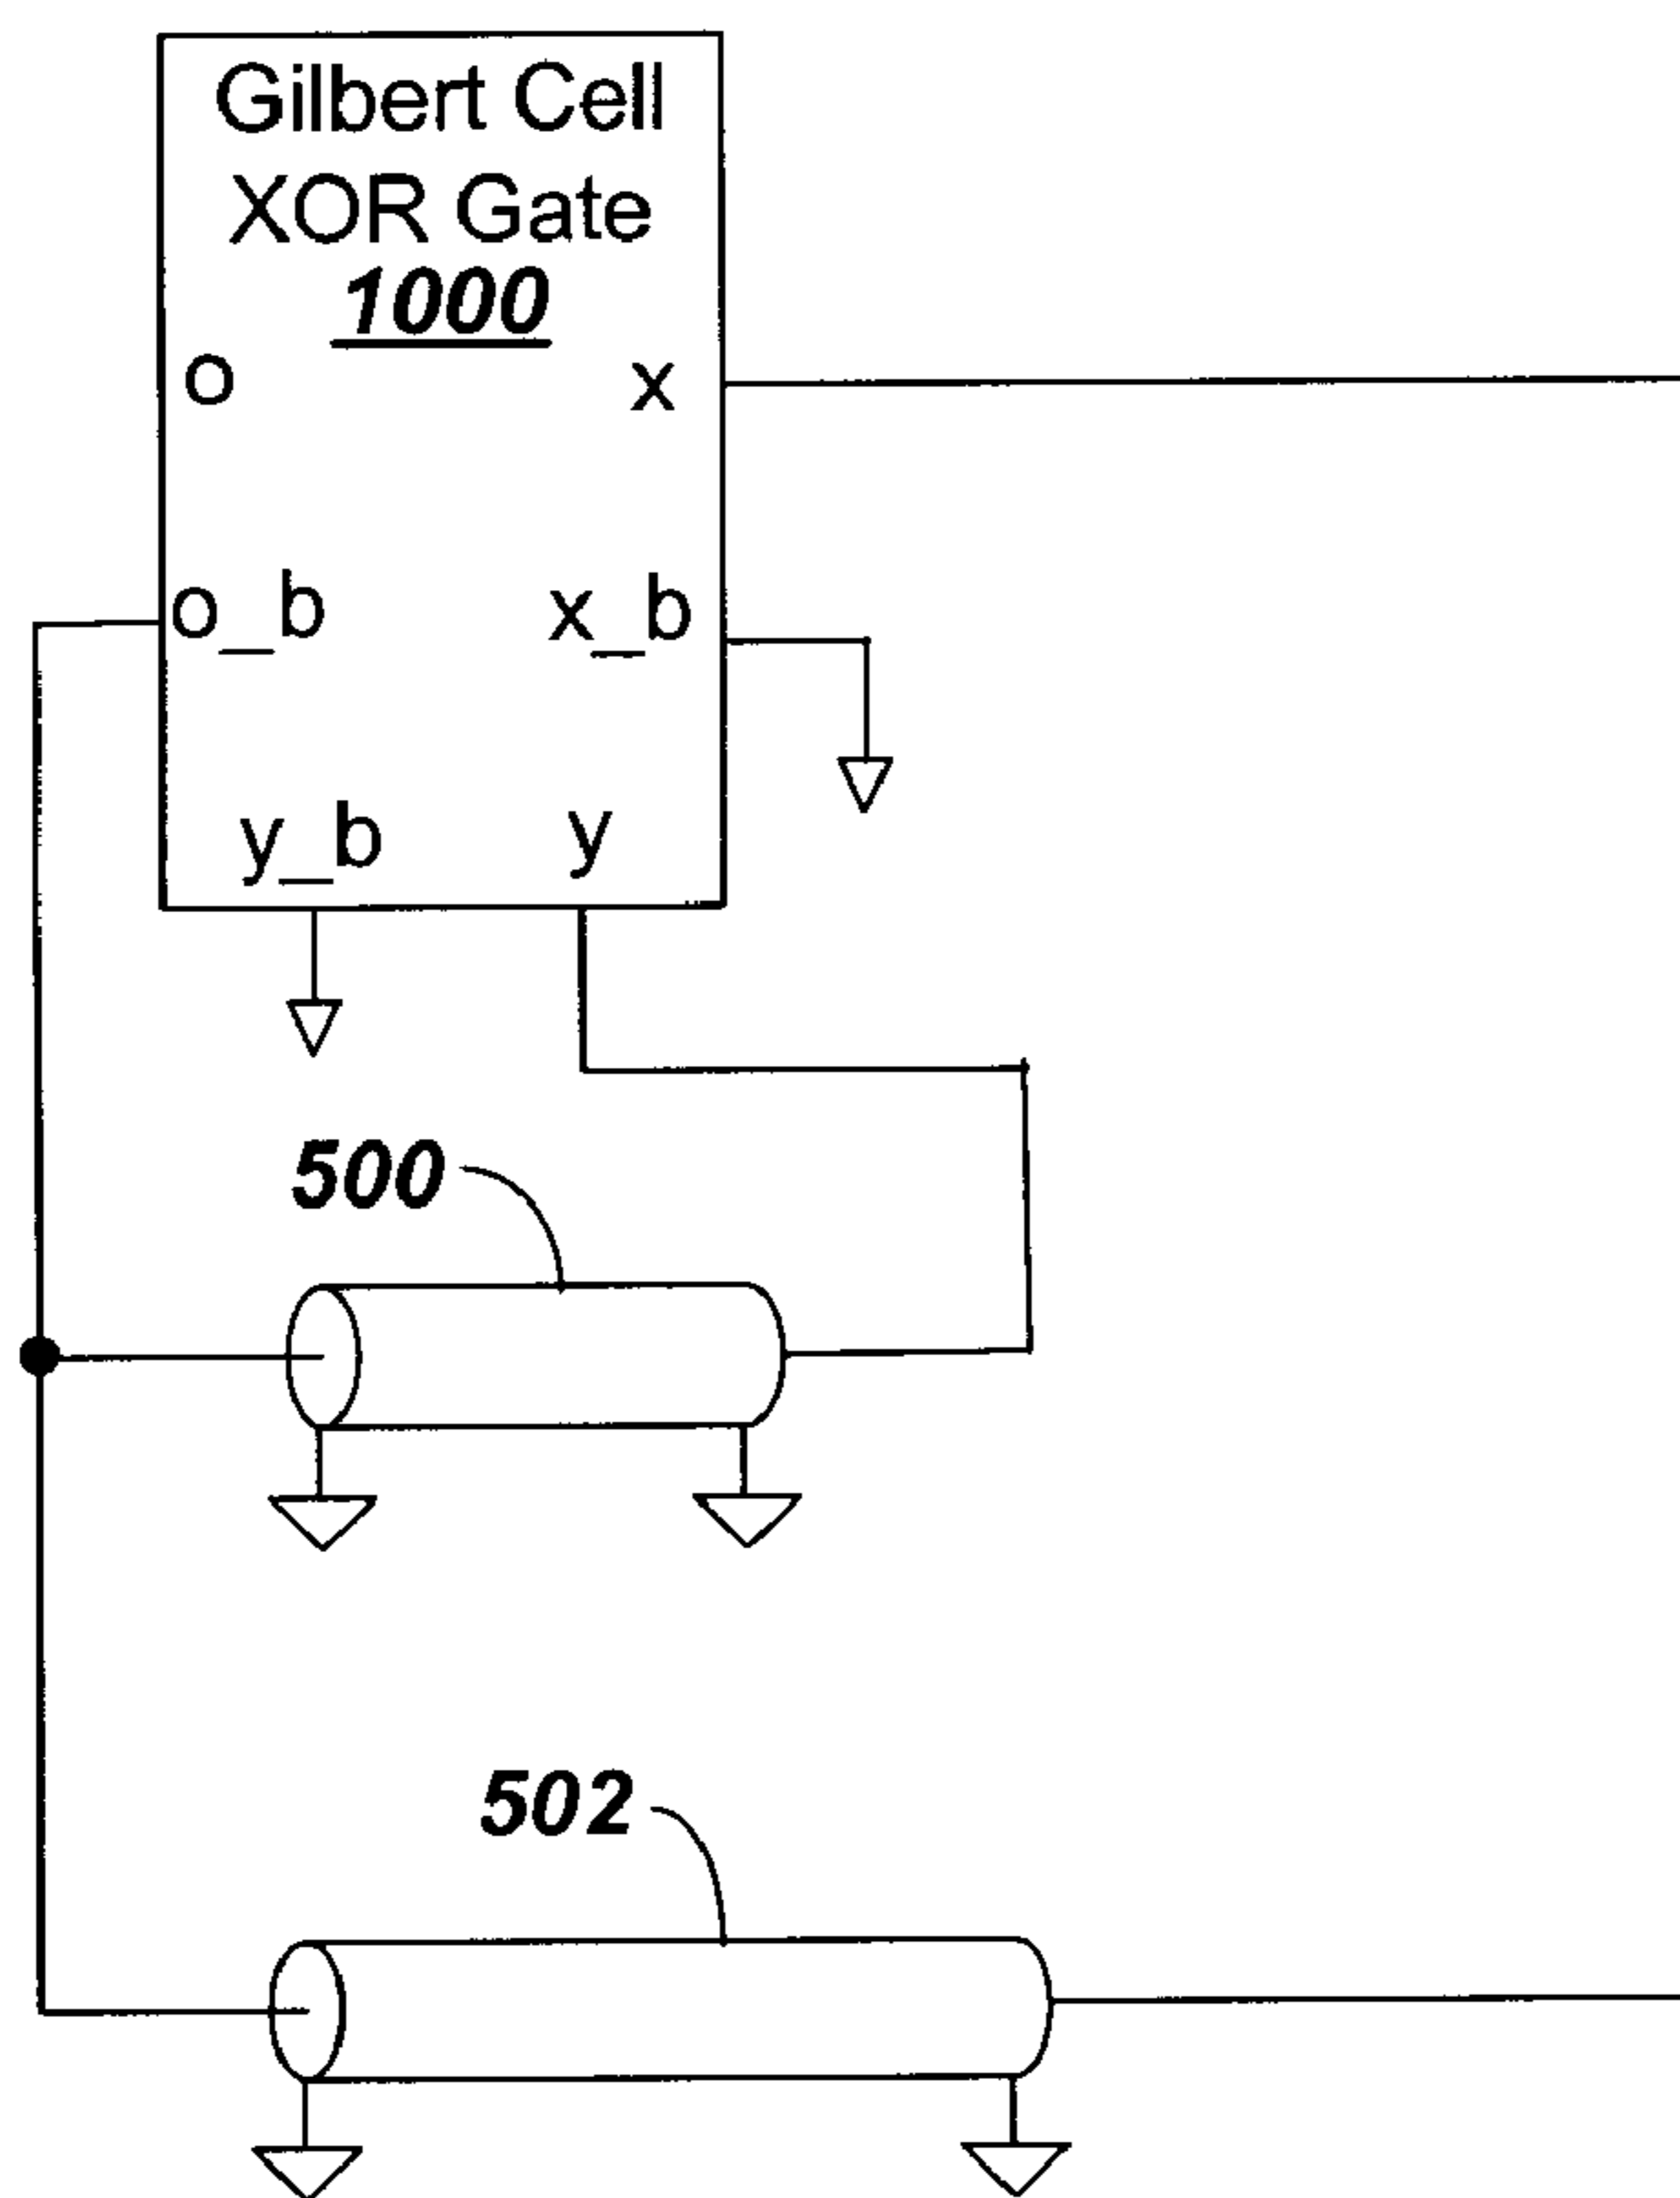 Gilbert Cell
XOR Gate
1000
o x
o_b x_b
y_b y
500
502